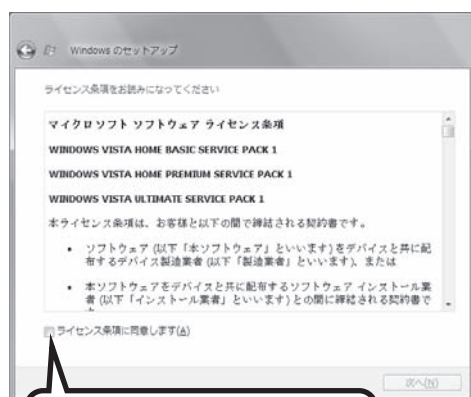 Windows のセットアップ
ライセンス条項をお読みになってください
マイクロソフト ソフトウェア ライセンス条項
WINDOWS VISTA HOME BASIC SERVICE PACK 1
WINDOWS VISTA HOME PREMIUM SERVICE PACK 1
WINDOWS VISTA ULTIMATE SERVICE PACK 1
本ライセンス条項は、お客様と以下の間で締結される契約書です。
• ソフトウェア (以下「本ソフトウェア」といいます) をデバイスと共に配
布するデバイス製造業者 (以下「製造業者」といいます)、または
• 本ソフトウェアをデバイスと共に配布するソフトウェア インストール業
者 (以下「インストール業者」といいます) との間に締結される契約書で
ライセンス条項に同意します(A)
次へ(N)